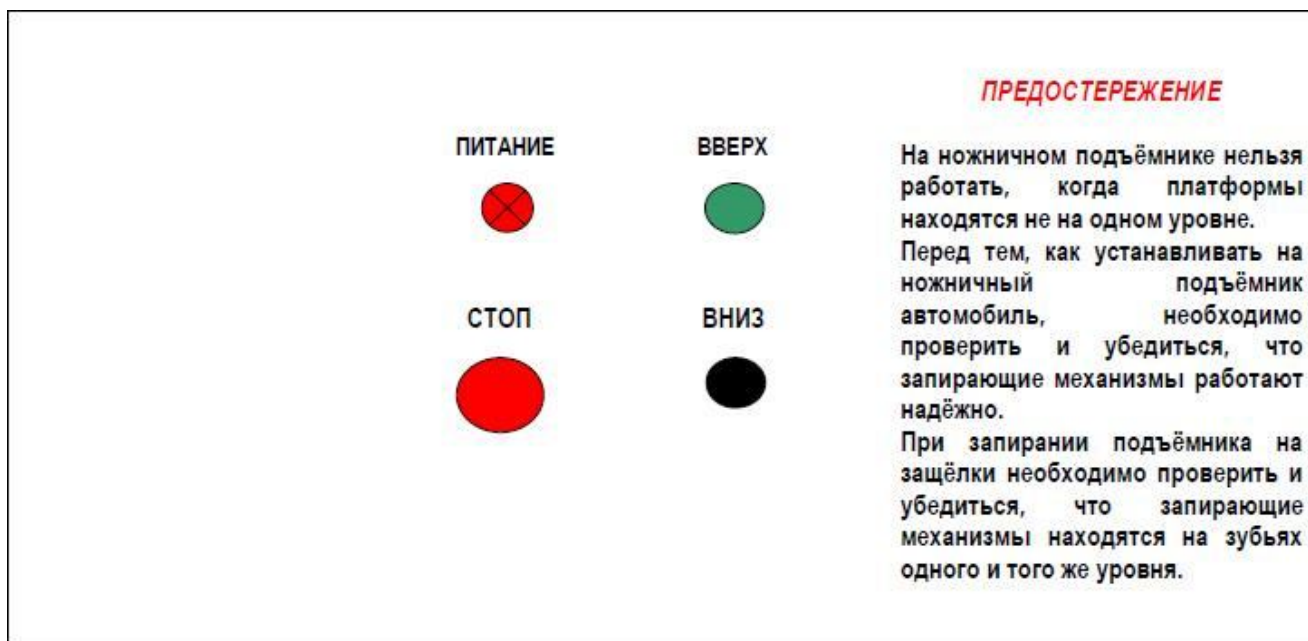 ПРЕДОСТЕРЕЖЕНИЕ
ПИТАНИЕ
ВВЕРХ
СТОП
ВНИЗ
На ножничном подъёмнике нельзя
работать, когда платформы
находятся не на одном уровне.
Перед тем, как устанавливать на
ножничный подъёмник
автомобиль, необходимо
проверить и убедиться, что
запирающие механизмы работают
надёжно.
При запирании подъёмника на
защёлки необходимо проверить и
убедиться, что запирающие
механизмы находятся на зубьях
одного и того же уровня.